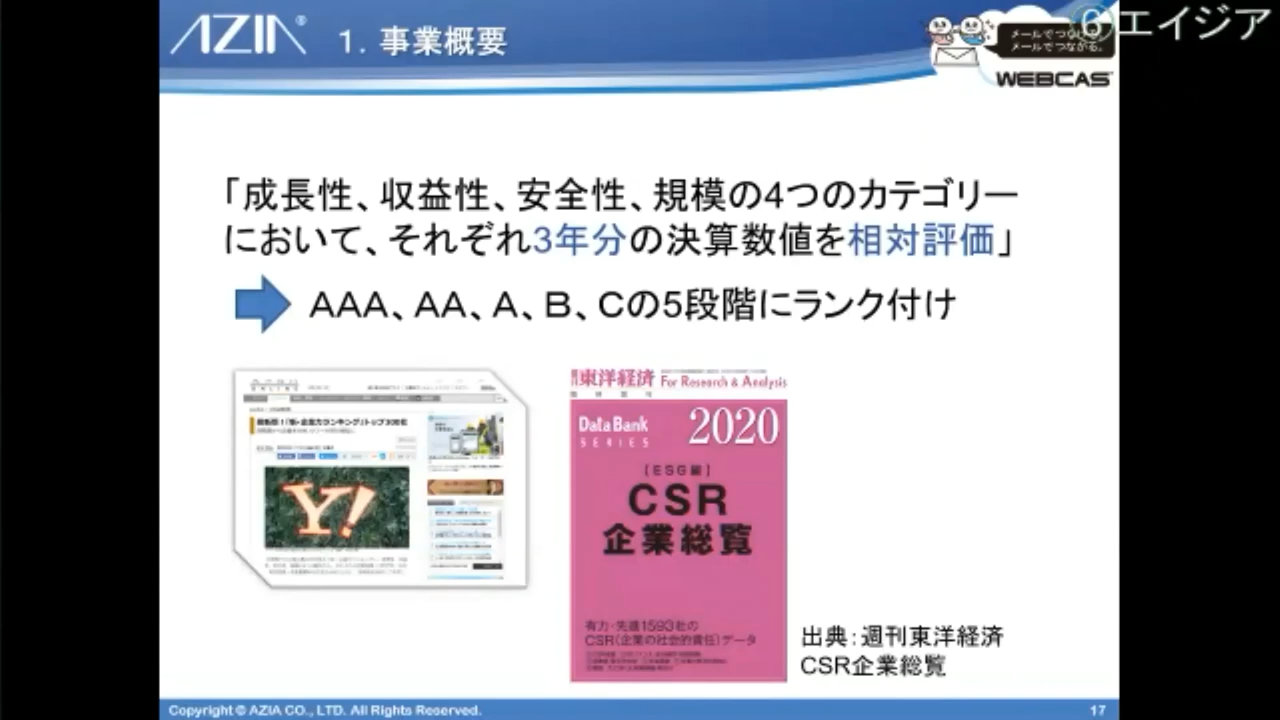 AZIA®
1. 事業概要
⑥エイジア
メールでつながる。
WEBCAS
「成長性、収益性、安全性、規模の4つのカテゴリー
において、それぞれ3年分の決算数値を相対評価」
AAA、AA、A、B、Cの5段階にランク付け
Y!
東洋経済 For Research & Analysis
Data Bank
SERIES
2020
[ESG編]
CSR
企業総覧
有力・先進1593社の
CSR(企業の社会的責任)データ
出典:週刊東洋経済
CSR企業総覧
Copyright © AZIA CO., LTD. All Rights Reserved.
17